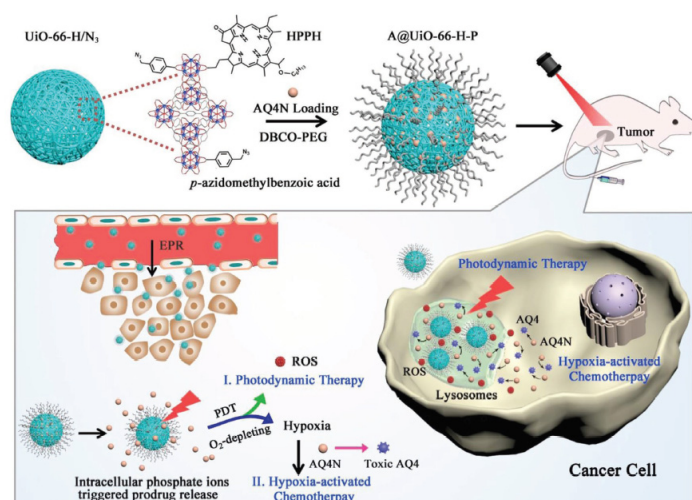 UiO-66-H/N₃
HPPH
A@UiO-66-H-P
AQ4N Loading
DBCO-PEG
p-azidomethylbenzoic acid
Tumor
EPR
ROS
I. Photodynamic Therapy
PDT
O₂-depleting
Hypoxia
AQ4N
Toxic AQ4
II. Hypoxia-activated
Chemotherpay
Intracellular phosphate ions
triggered prodrug release
Photodynamic Therapy
AQ4
AQ4N
ROS
Lysosomes
Hypoxia-activated
Chemotherpay
Cancer Cell